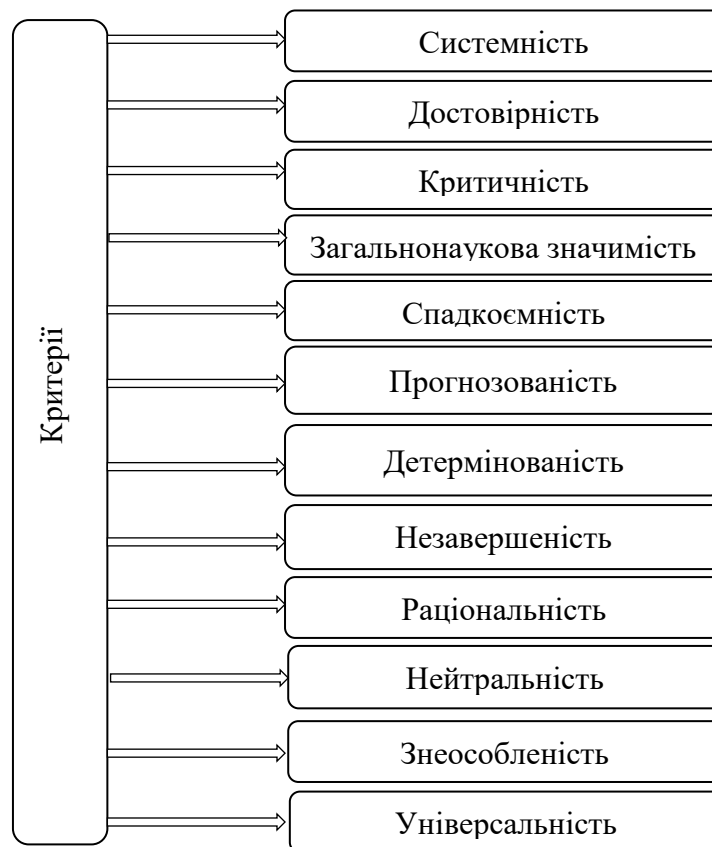 Критерії
Системність
Достовірність
Критичність
Загальнонаукова значимість
Спадкоємність
Прогнозованість
Детермінованість
Незавершеність
Раціональність
Нейтральність
Знеособленість
Універсальність